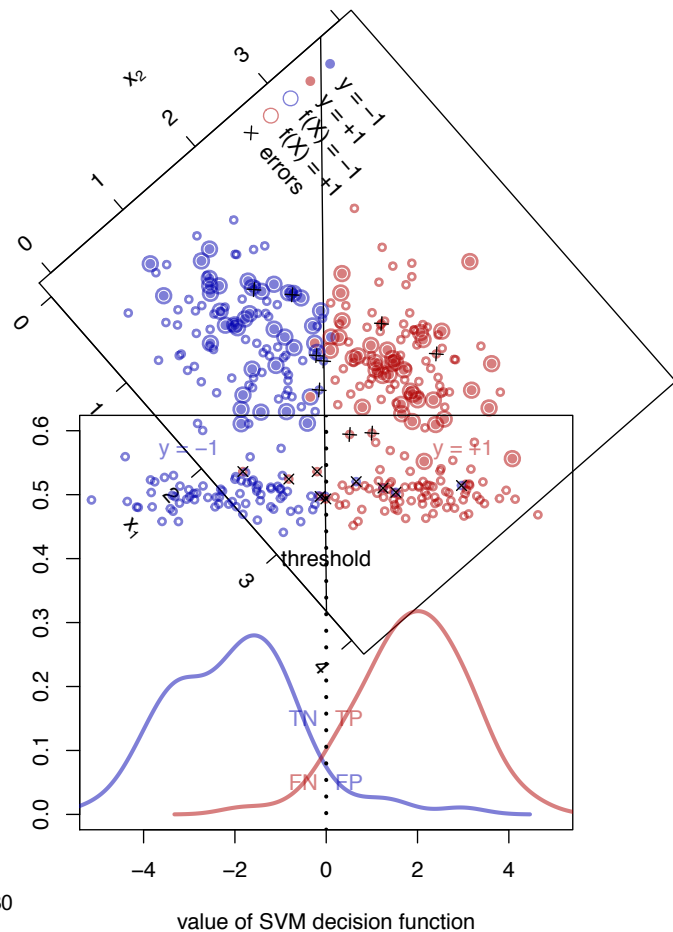 3
x2
2
1
0
y = −1
y = +1
f(X) = −1
f(X) = +1
× errors
0
1
2
x1
3
4
0.6
0.5
0.4
0.3
0.2
0.1
0.0
y = −1
y = +1
threshold
TN TP
FN FP
−4 −2 0 2 4
value of SVM decision function